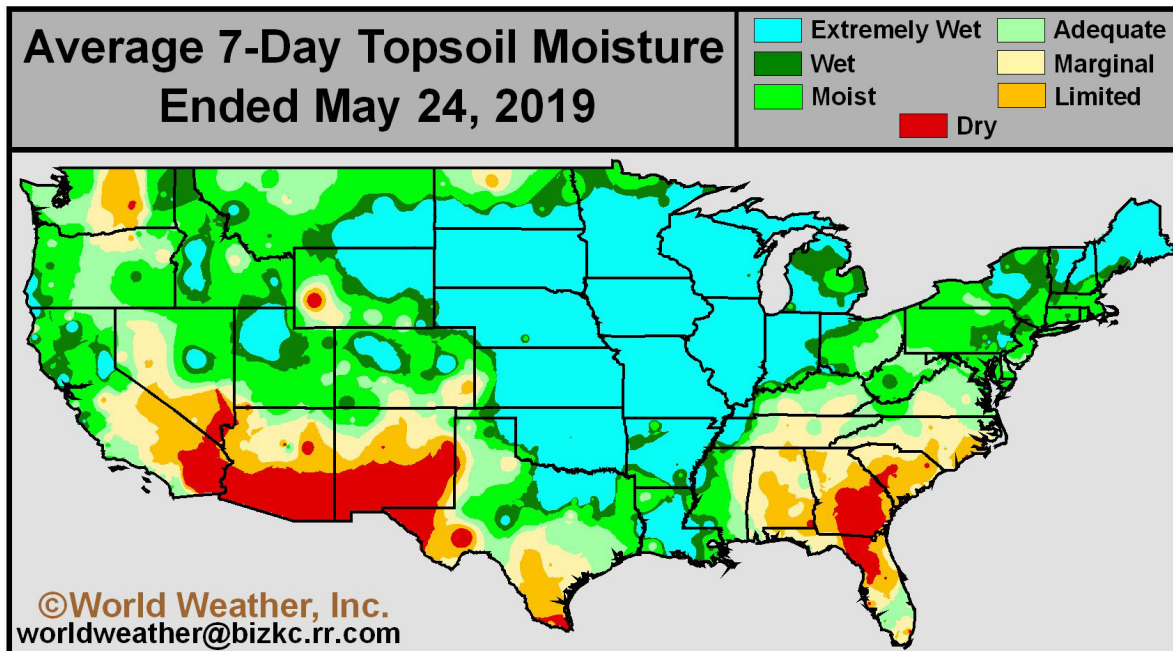 Average 7-Day Topsoil Moisture
Ended May 24, 2019
Extremely Wet
Adequate
Wet
Marginal
Moist
Limited
Dry
©World Weather, Inc.
worldweather@bizkc.rr.com